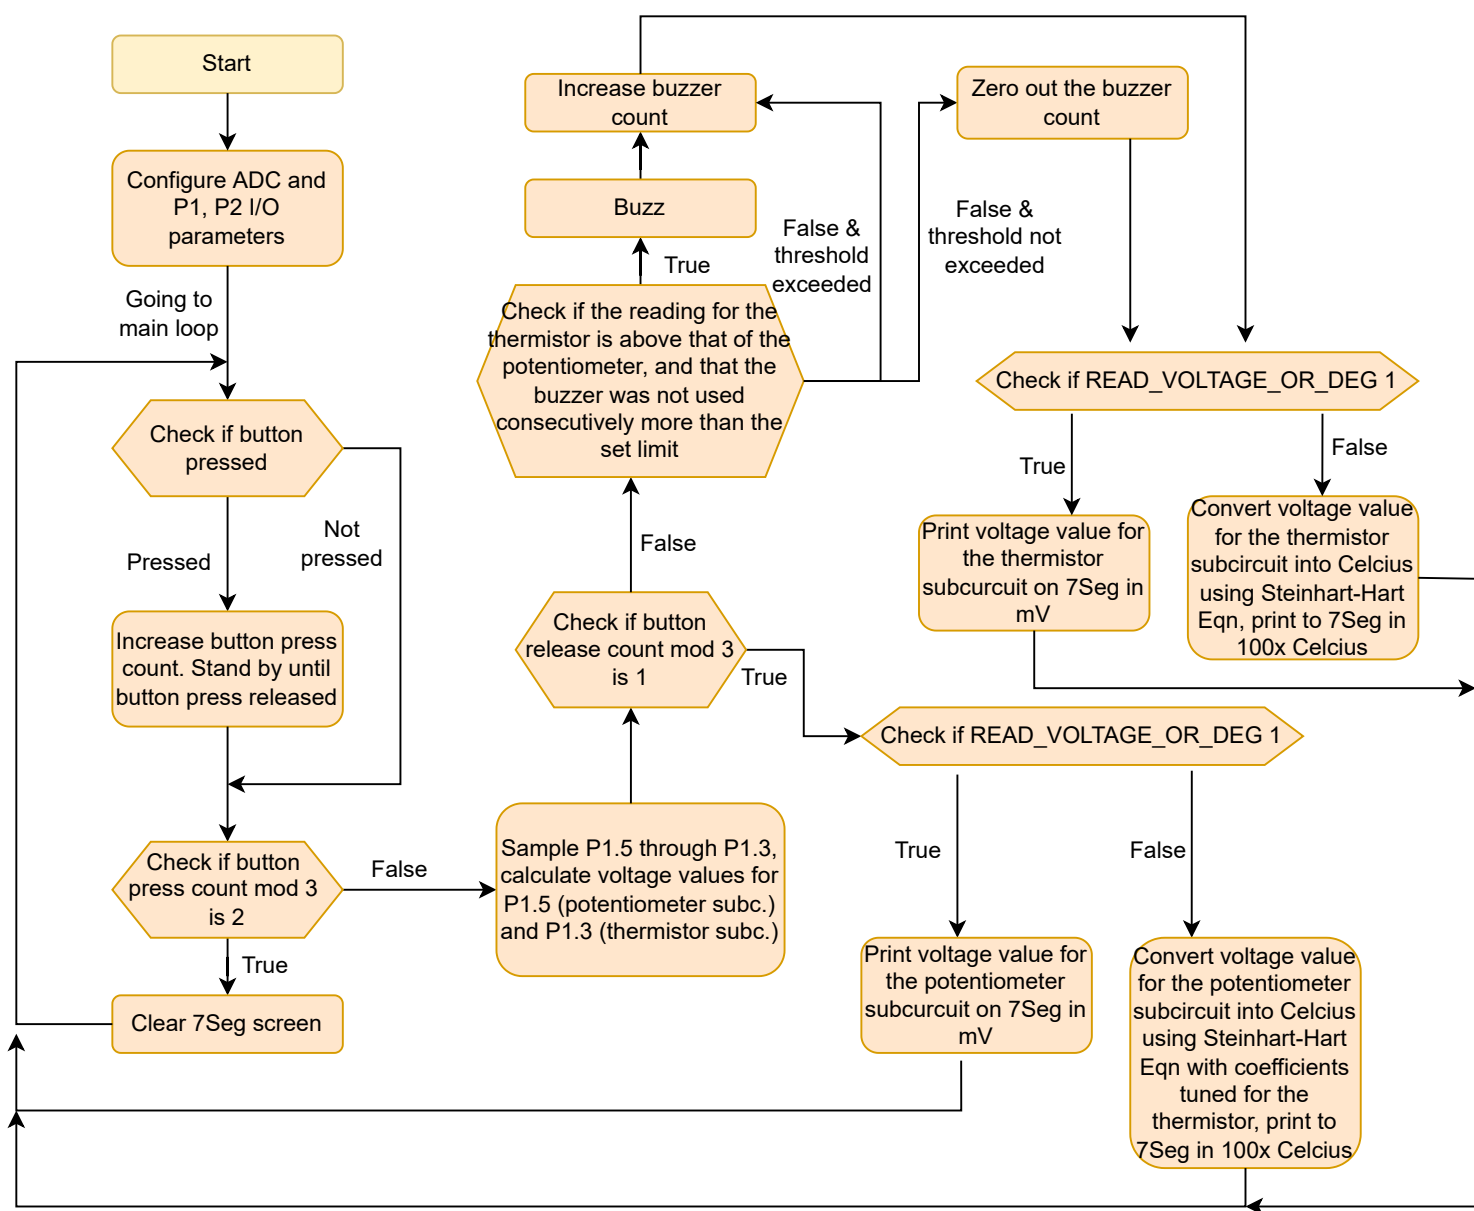 Start
Configure ADC and
P1, P2 I/O
parameters
Going to
main loop
Check if button
pressed
Not
pressed
Pressed
Increase button press
count. Stand by until
button press released
Check if button
press count mod 3
is 2
False
True
Clear 7Seg screen
Sample P1.5 through P1.3,
calculate voltage values for
P1.5 (potentiometer subc.)
and P1.3 (thermistor subc.)
Check if button
release count mod 3
is 1
True
False
Check if the reading for the
thermistor is above that of the
potentiometer, and that the
buzzer was not used
consecutively more than the
set limit
True
Buzz
Increase buzzer
count
False &
threshold
exceeded
False &
threshold not
exceeded
Zero out the buzzer
count
Check if READ_VOLTAGE_OR_DEG 1
True
False
Print voltage value for
the thermistor
subcurcuit on 7Seg in
mV
Convert voltage value
for the thermistor
subcircuit into Celcius
using Steinhart-Hart
Eqn, print to 7Seg in
100x Celcius
Check if READ_VOLTAGE_OR_DEG 1
True
False
Print voltage value for
the potentiometer
subcurcuit on 7Seg in
mV
Convert voltage value
for the potentiometer
subcircuit into Celcius
using Steinhart-Hart
Eqn with coefficients
tuned for the
thermistor, print to
7Seg in 100x Celcius